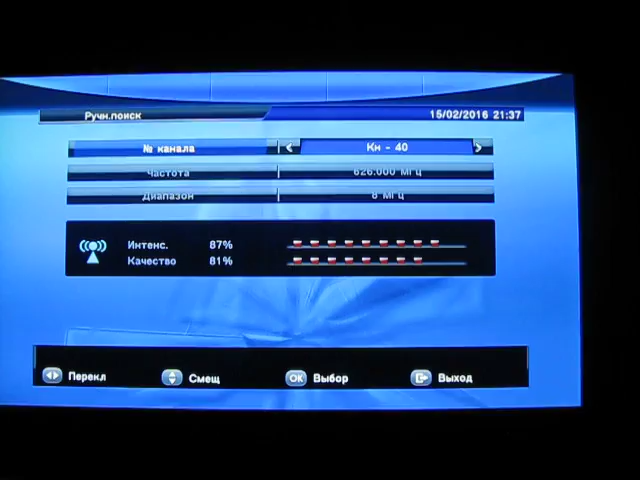 Ручн.поиск 15/02/2016 21:37
№ канала Кн - 40
Частота 626.000 МГц
Диапазон 8 МГц
Интенс. 87%
Качество 81%
Перекл Смещ OK Выбор Выход